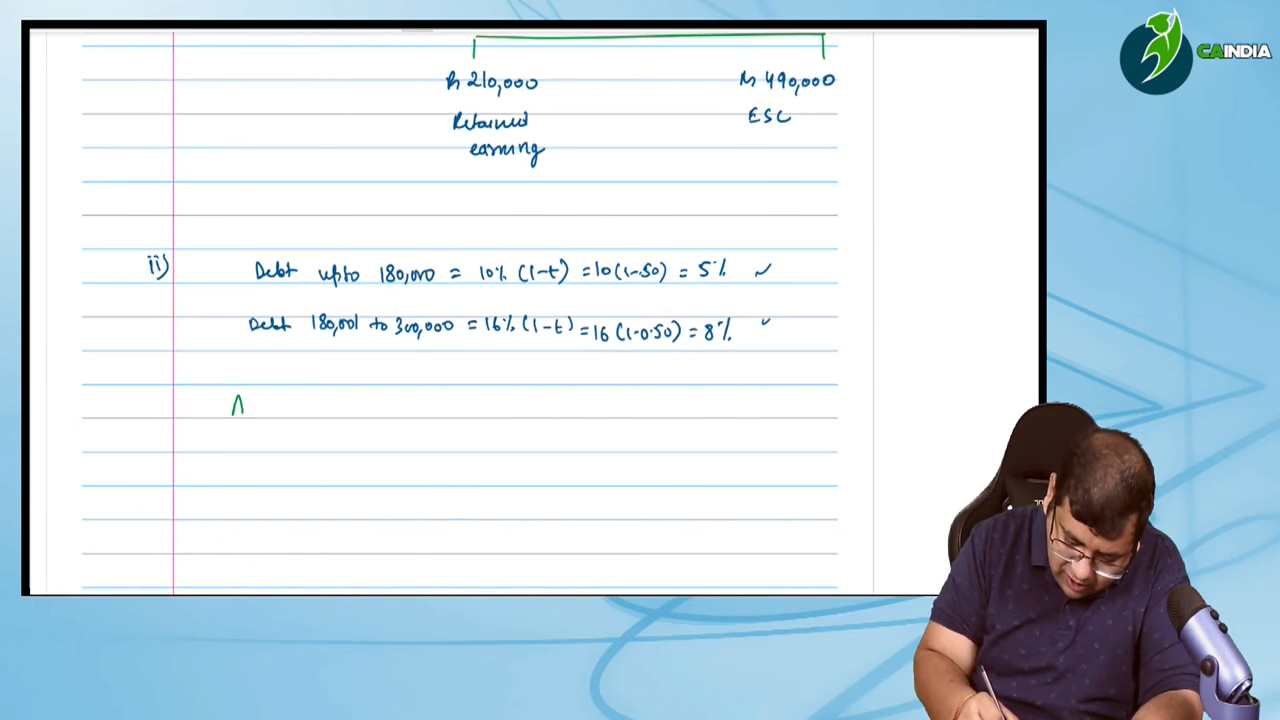 CAINDIA
Rs 210,000 Rs 490,000
Retained ESC
earning
ii) Debt upto 180,000 = 10% (1-t) = 10(1-50) = 5%
Debt 180,001 to 300,000 = 16% (1-t) = 16 (1-0.50) = 8%